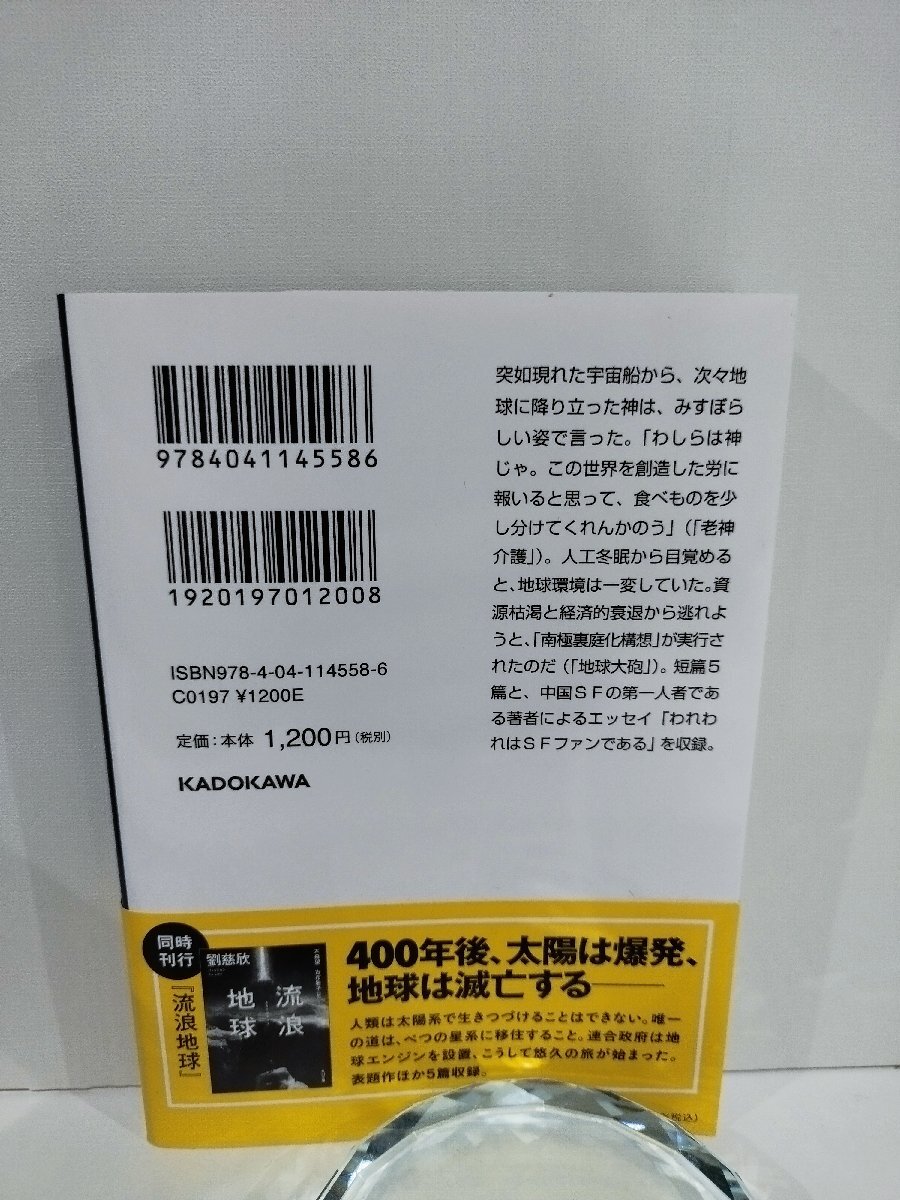 9784041145586
1920197012008
ISBN978-4-04-114558-6
C0197 ¥1200E
定価：本体 1,200円（税別）
KADOKAWA
突如現れた宇宙船から、次々地
球に降り立った神は、みすぼら
しい姿で言った。「わしらは神
じゃ。この世界を創造した労に
報いると思って、食べものを少
し分けてくれんかのう」（「老神
介護」）。人工冬眠から目覚める
と、地球環境は一変していた。資
源枯渇と経済的衰退から逃れよ
うと、「南極裏庭化構想」が実行さ
れたのだ（「地球大砲」）。短篇5
篇と、中国SFの第一人者であ
る著者によるエッセイ「われわ
れはSFファンである」を収録。
同時
刊行
『流浪地球』
劉慈欣
流浪
地球
400年後、太陽は爆発、
地球は滅亡する――
人類は太陽系で生きつづけることはできない。唯一
の道は、べつの星系に移住すること。連合政府は地
球エンジンを設置、こうして悠久の旅が始まった。
表題作ほか5篇収録。
税込）